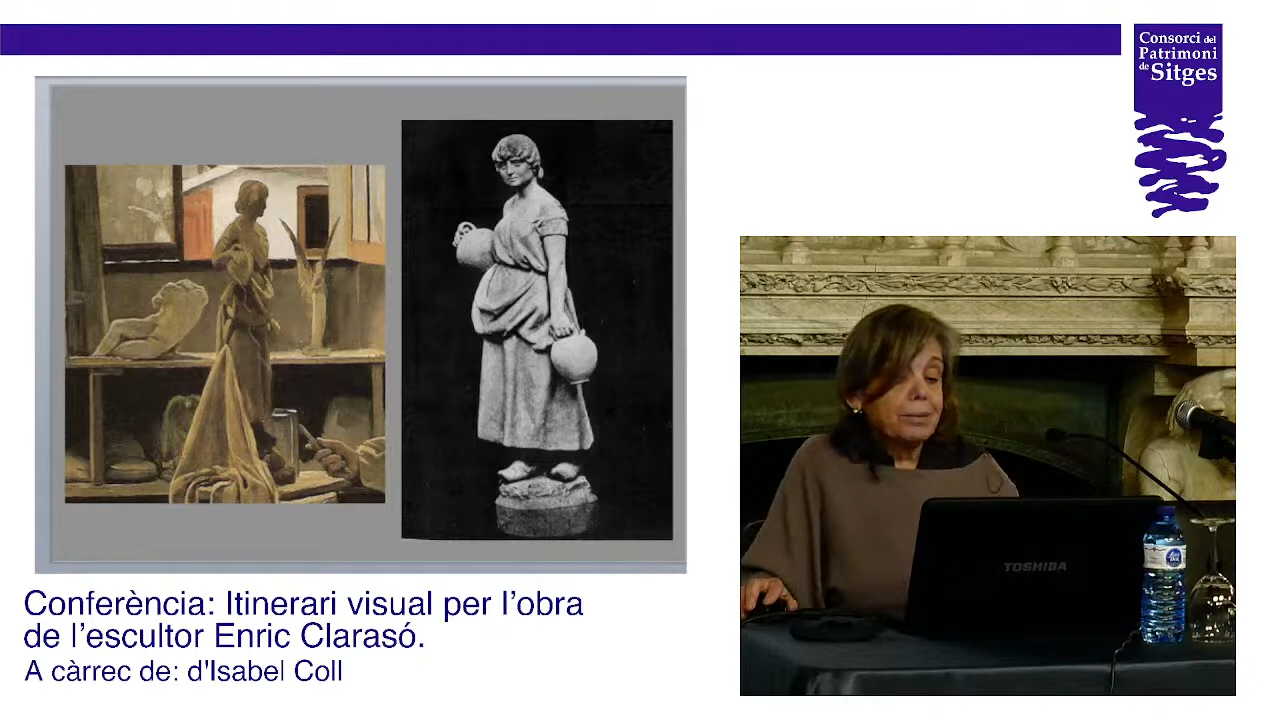 Consorci del
Patrimoni
de Sitges
Conferència: Itinerari visual per l'obra
de l'escultor Enric Clarasó.
A càrrec de: d'Isabel Coll
TOSHIBA